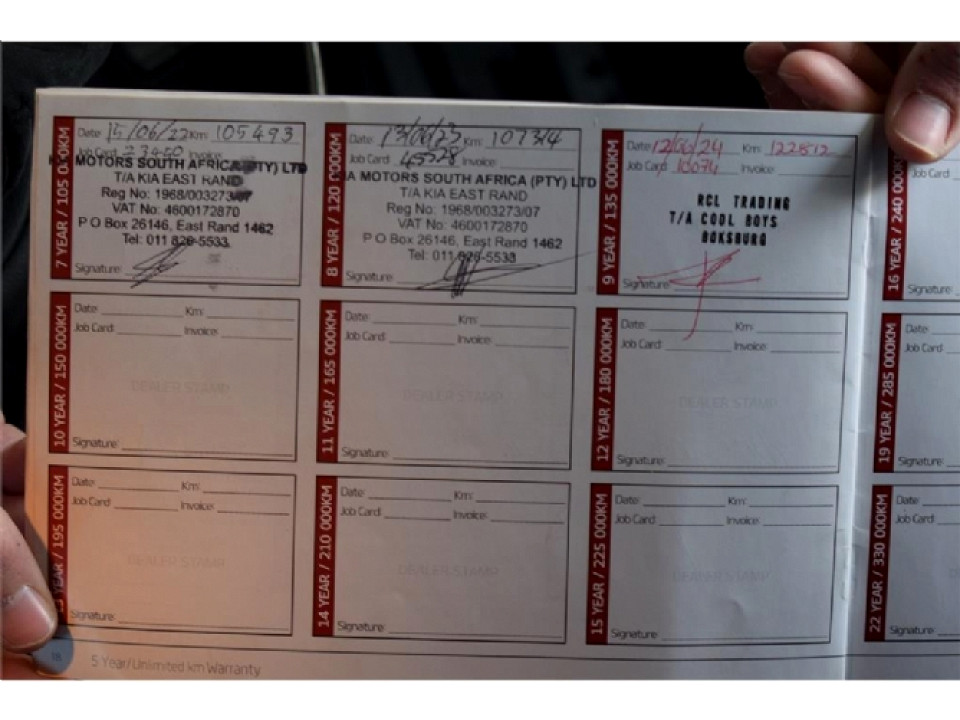 7 YEAR / 105 000KM
Date: 15/06/22 Km: 105493
Job Card: 23460 Invoice:
KIA MOTORS SOUTH AFRICA (PTY) LTD
T/A KIA EAST RAND
Reg No: 1968/003273/07
VAT No: 4600172870
P O Box 26146, East Rand 1462
Tel: 011 826-5533
Signature:
8 YEAR / 120 000KM
Date: 13/06/23 Km: 107314
Job Card: 45528 Invoice:
KIA MOTORS SOUTH AFRICA (PTY) LTD
T/A KIA EAST RAND
Reg No: 1968/003273/07
VAT No: 4600172870
P O Box 26146, East Rand 1462
Tel: 011 826-5533
Signature:
9 YEAR / 135 000KM
Date: 12/06/24 Km: 122812
Job Card: 10074 Invoice:
RCL TRADING
T/A COOL BOYS
BOKSBURG
Signature:
16 YEAR / 240 000KM
Signature:
10 YEAR / 150 000KM
Date: Km:
Job Card: Invoice:
DEALER STAMP
Signature:
11 YEAR / 165 000KM
Date: Km:
Job Card: Invoice:
DEALER STAMP
Signature:
12 YEAR / 180 000KM
Date: Km:
Job Card: Invoice:
DEALER STAMP
Signature:
19 YEAR / 285 000KM
Date:
Job Card:
Signature:
13 YEAR / 195 000KM
Date: Km:
Job Card: Invoice:
DEALER STAMP
Signature:
14 YEAR / 210 000KM
Date: Km:
Job Card: Invoice:
DEALER STAMP
Signature:
15 YEAR / 225 000KM
Date: Km:
Job Card: Invoice:
DEALER STAMP
Signature:
22 YEAR / 330 000KM
Date:
Job Card:
Signature:
18 5 Year/Unlimited km Warranty